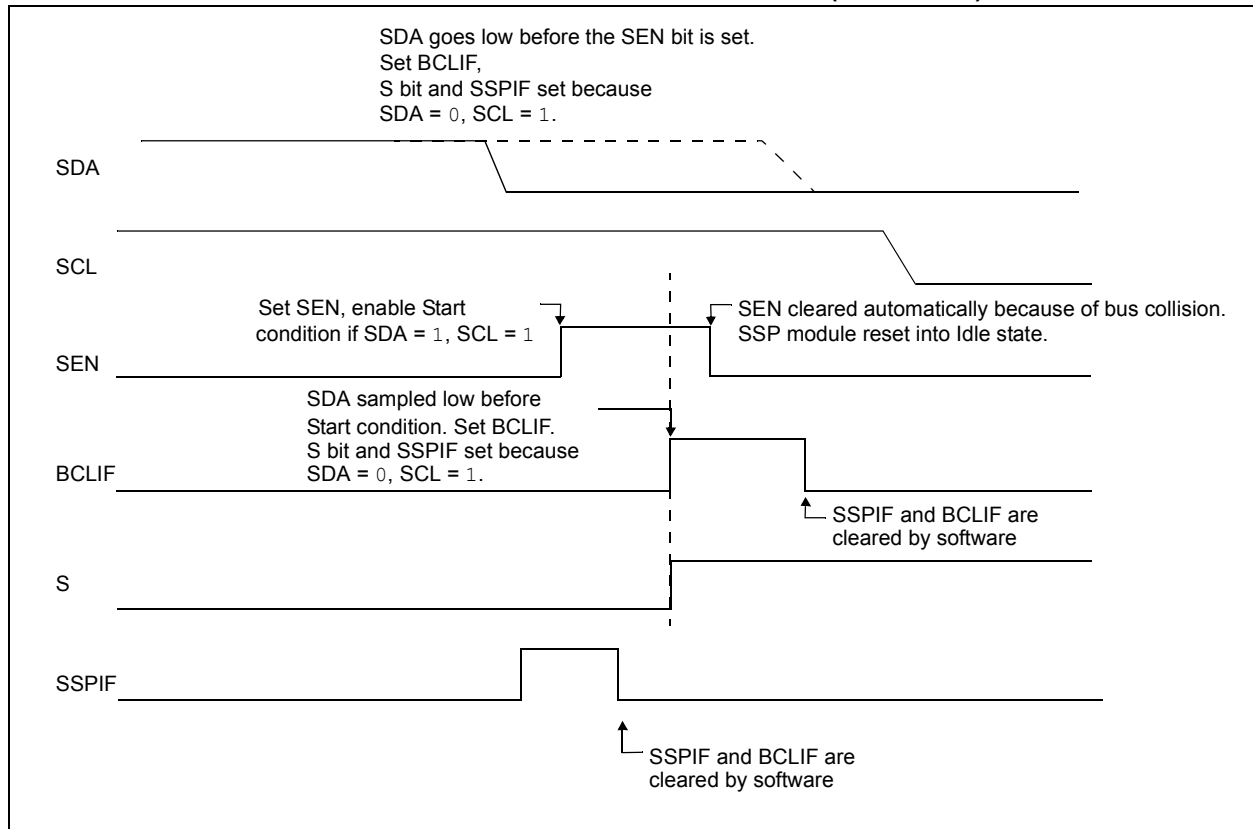 SDA goes low before the SEN bit is set.
Set BCLIF,
S bit and SSPIF set because
SDA = 0, SCL = 1.
SDA
SCL
Set SEN, enable Start
condition if SDA = 1, SCL = 1
SEN cleared automatically because of bus collision.
SSP module reset into Idle state.
SEN
SDA sampled low before
Start condition. Set BCLIF.
S bit and SSPIF set because
SDA = 0, SCL = 1.
BCLIF
SSPIF and BCLIF are
cleared by software
S
SSPIF
SSPIF and BCLIF are
cleared by software